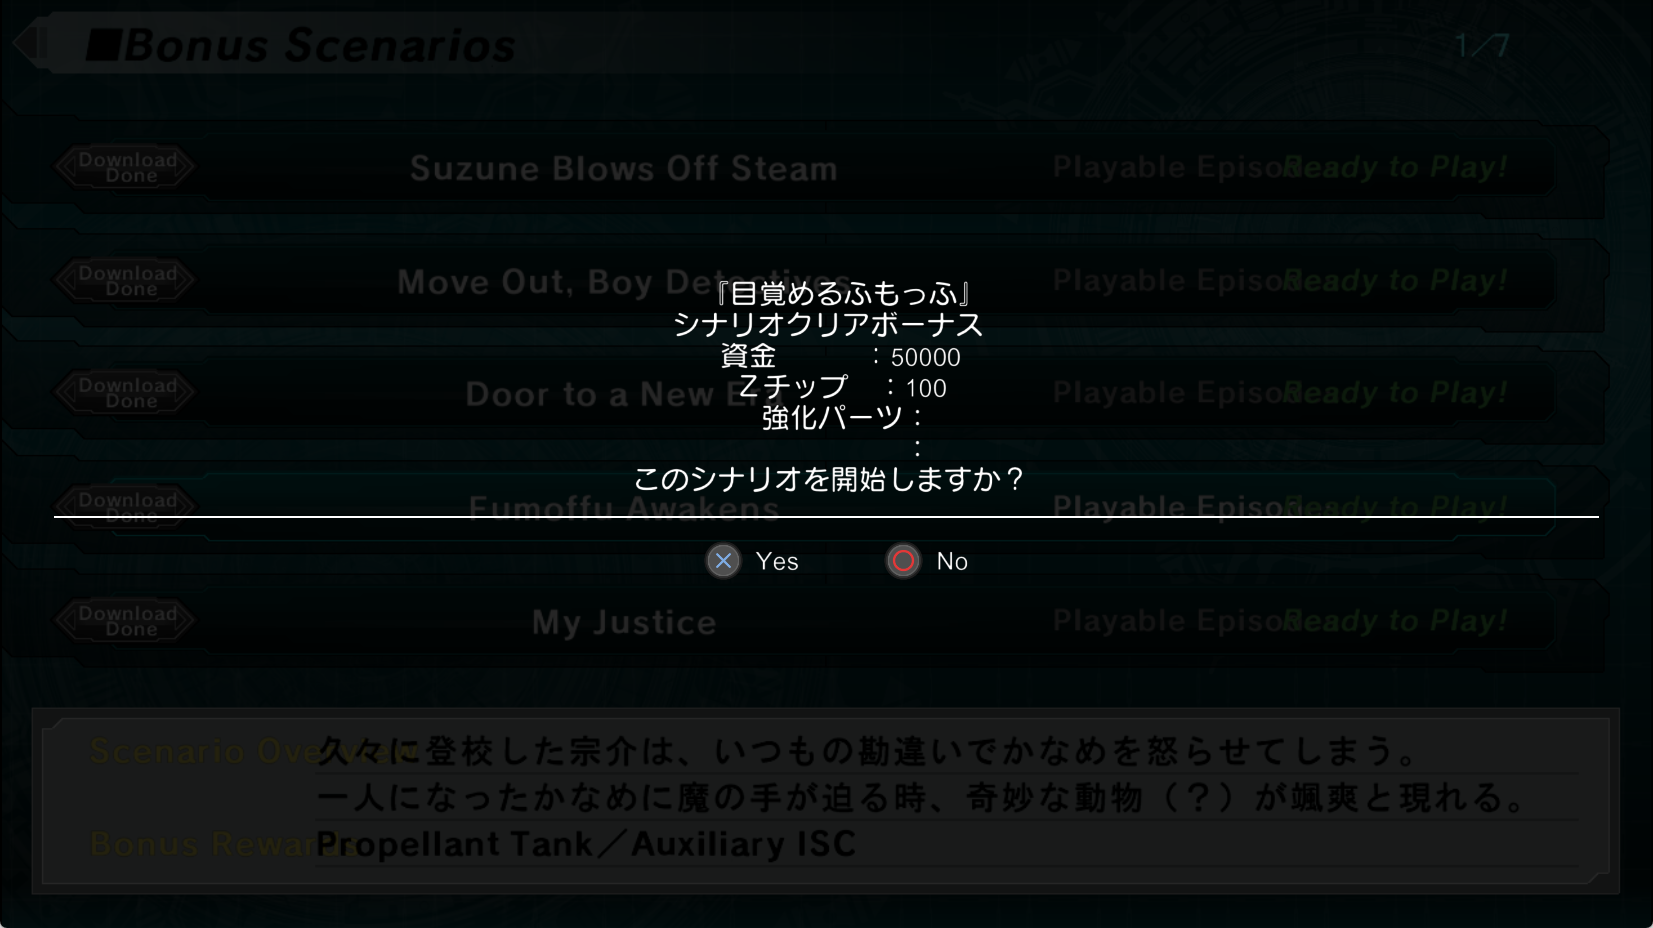 ■Bonus Scenarios
1/7
Download
Done
Suzune Blows Off Steam
Playable Episo
Ready to Play!
Download
Done
Move Out, Boy Detectives
Playable Episo
Ready to Play!
『目覚めるふもっふ』
シナリオクリアボーナス
資金 : 50000
Zチップ : 100
強化パーツ :
:
このシナリオを開始しますか？
Download
Done
Door to a New Era
Playable Episo
Ready to Play!
Download
Done
Fumoffu Awakens
Playable Episo
Ready to Play!
Yes
No
Download
Done
My Justice
Playable Episo
Ready to Play!
Scenario Overview
久々に登校した宗介は、いつもの勘違いでかなめを怒らせてしまう。
一人になったかなめに魔の手が迫る時、奇妙な動物（？）が颯爽と現れる。
Bonus Rewards
Propellant Tank／Auxiliary ISC